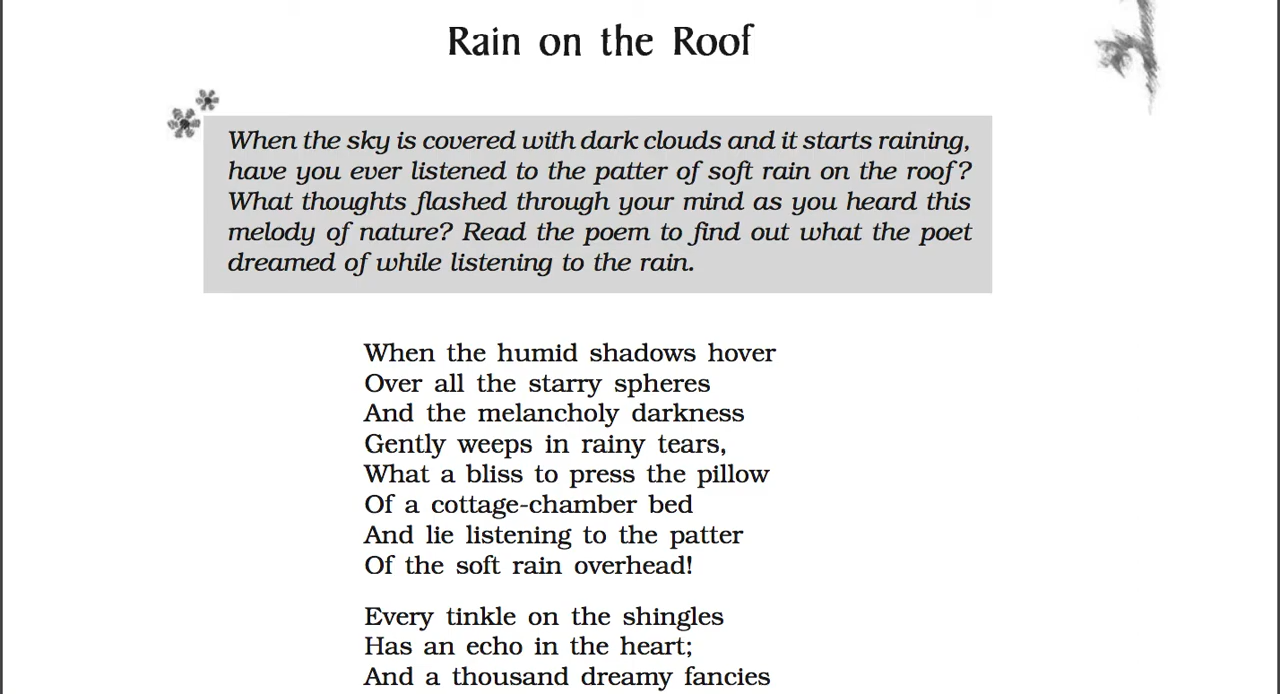 Rain on the Roof
When the sky is covered with dark clouds and it starts raining,
have you ever listened to the patter of soft rain on the roof?
What thoughts flashed through your mind as you heard this
melody of nature? Read the poem to find out what the poet
dreamed of while listening to the rain.
When the humid shadows hover
Over all the starry spheres
And the melancholy darkness
Gently weeps in rainy tears,
What a bliss to press the pillow
Of a cottage-chamber bed
And lie listening to the patter
Of the soft rain overhead!
Every tinkle on the shingles
Has an echo in the heart;
And a thousand dreamy fancies